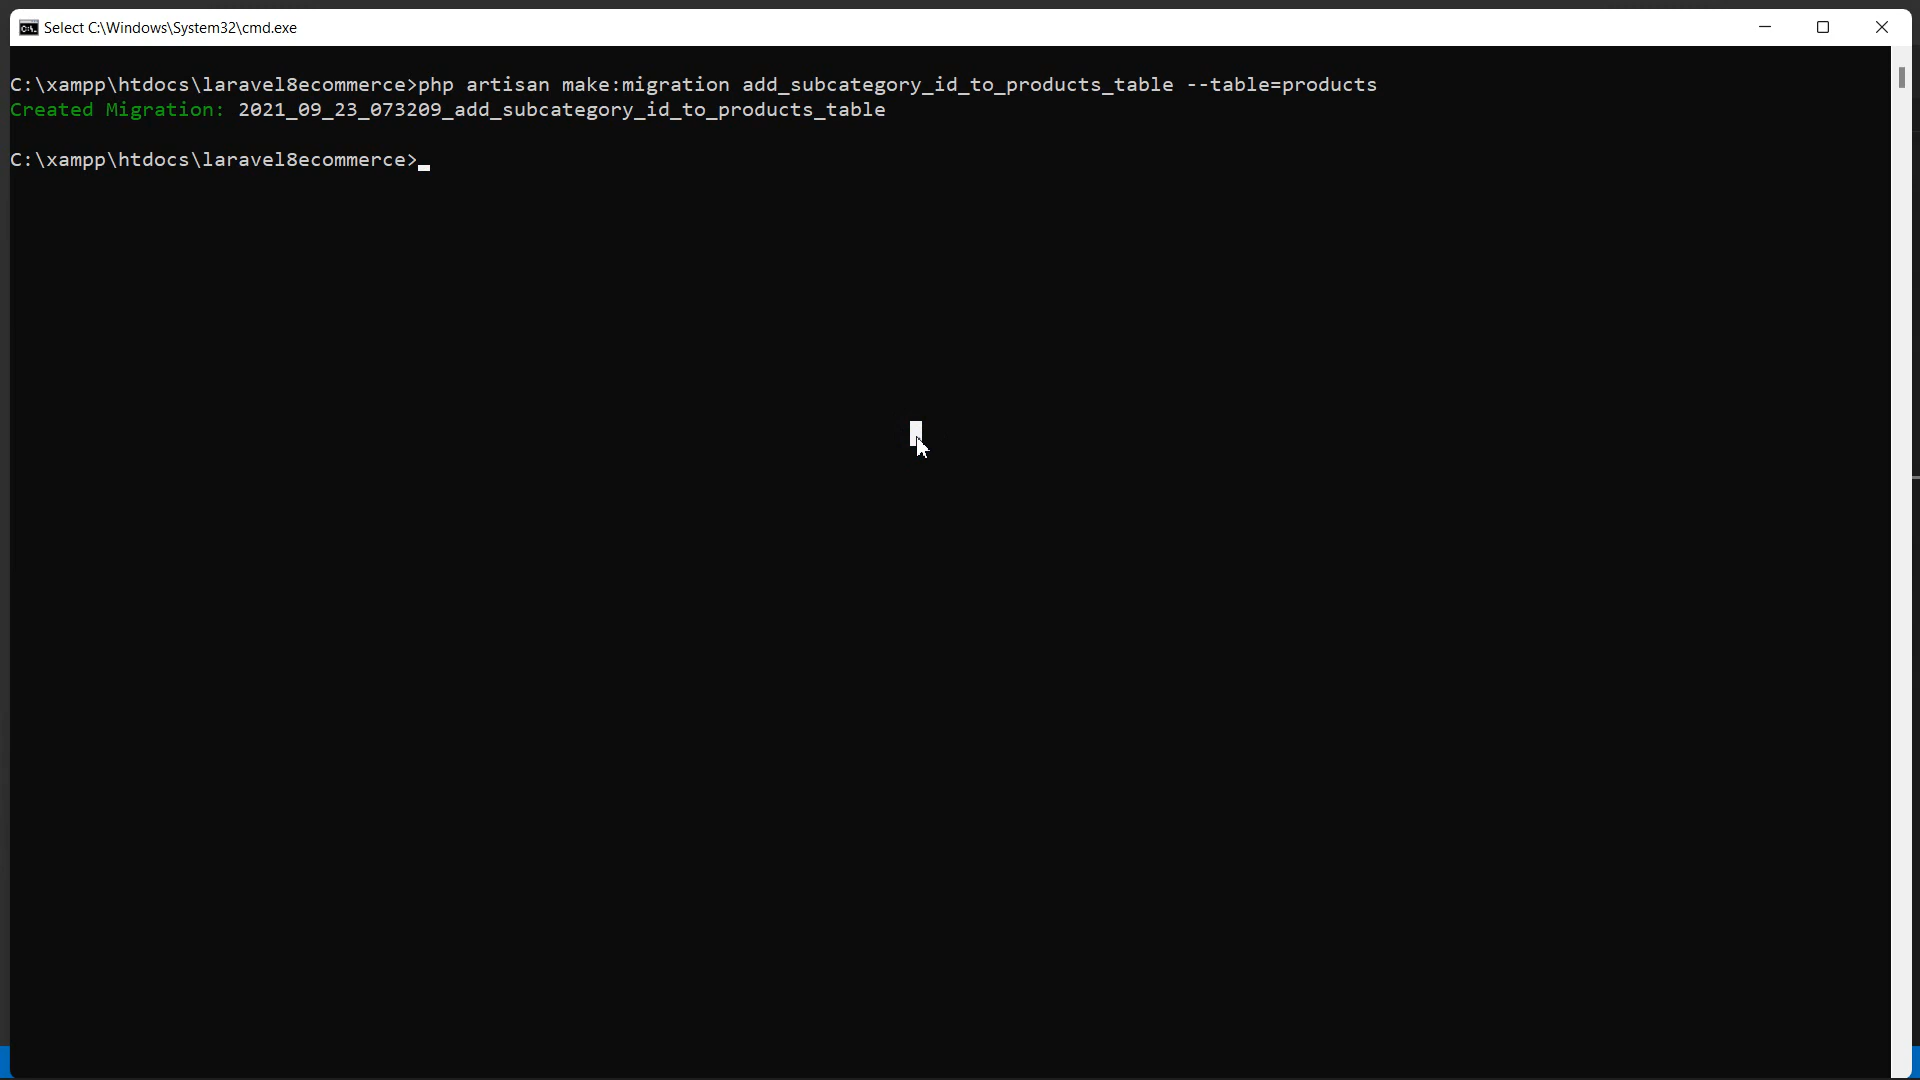 Select C:\Windows\System32\cmd.exe
C:\xampp\htdocs\laravel8ecommerce>php artisan make:migration add_subcategory_id_to_products_table --table=products
Created Migration: 2021_09_23_073209_add_subcategory_id_to_products_table
C:\xampp\htdocs\laravel8ecommerce>